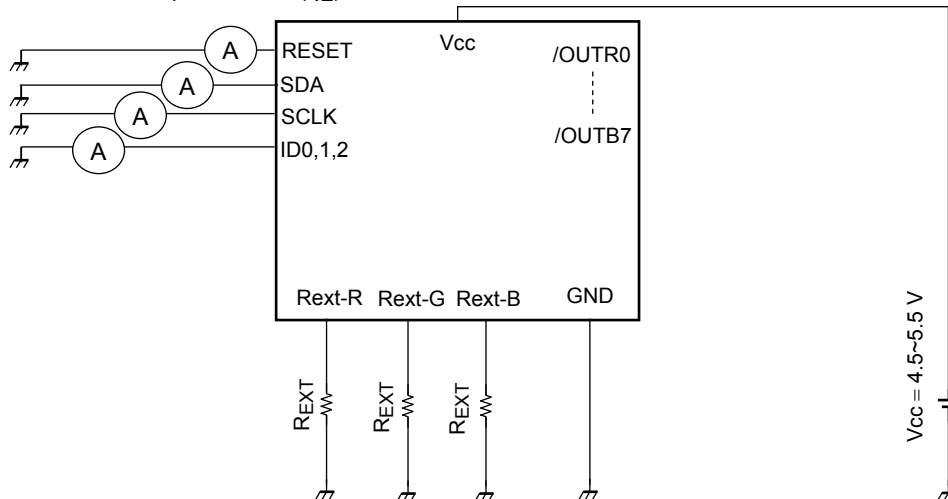 Vcc
A RESET /OUTR0
A SDA
A SCLK
A ID0,1,2 /OUTB7
Rext-R Rext-G Rext-B GND
REXT REXT REXT
Vcc = 4.5~5.5 V